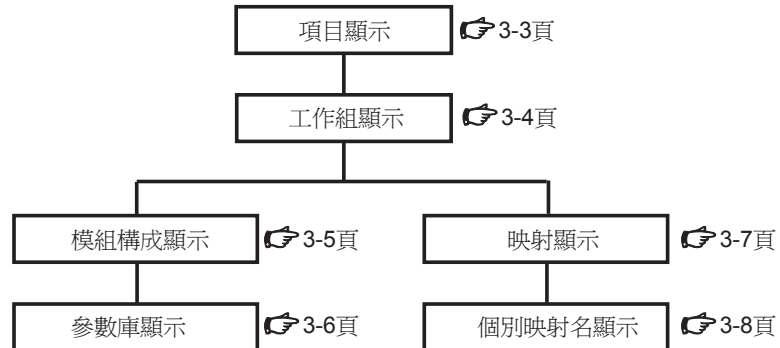 項目顯示 3-3頁
工作組顯示 3-4頁
模組構成顯示 3-5頁
映射顯示 3-7頁
參數庫顯示 3-6頁
個別映射名顯示 3-8頁